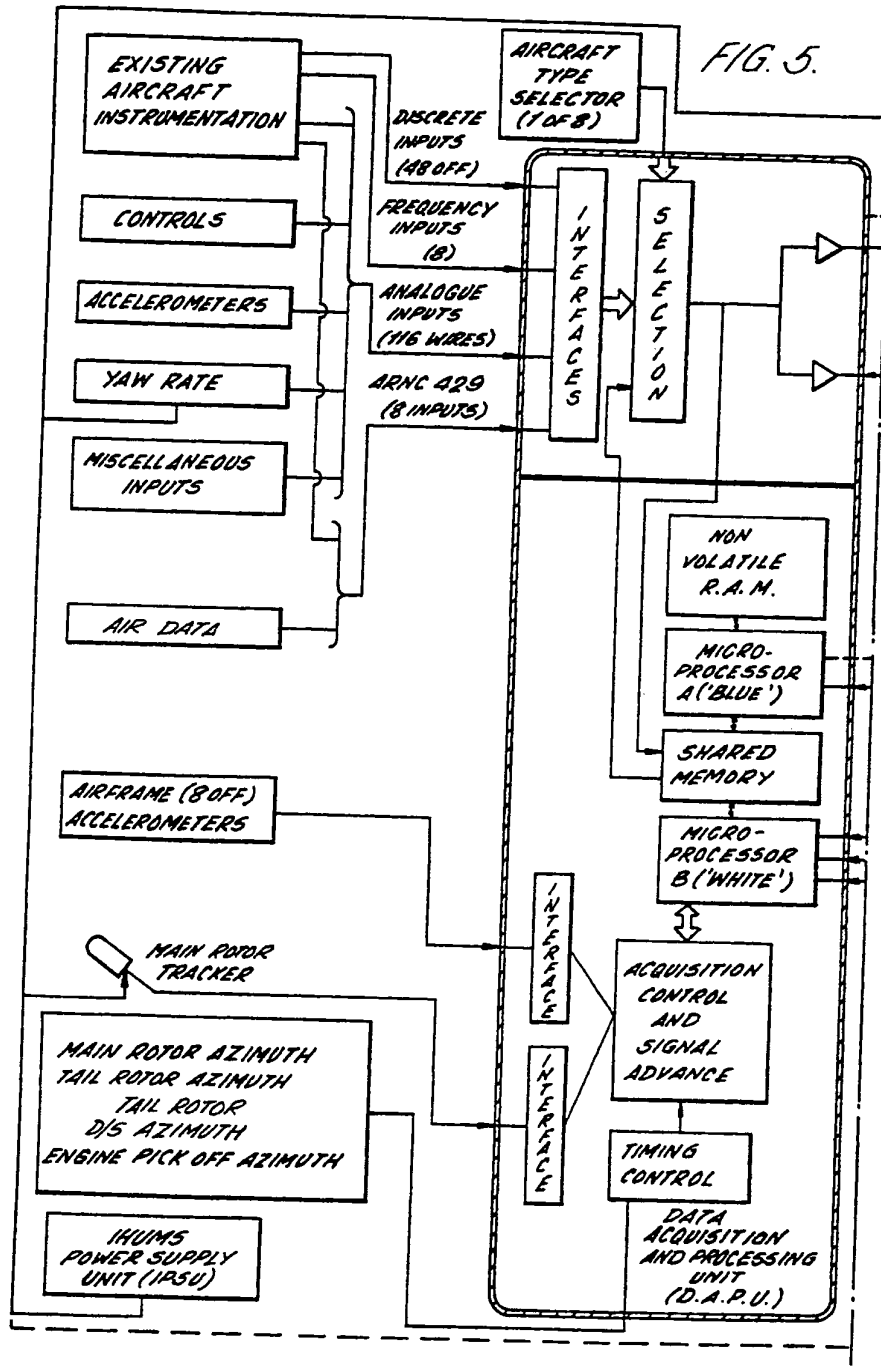 FIG. 5.
EXISTING
AIRCRAFT
INSTRUMENTATION
AIRCRAFT
TYPE
SELECTOR
(1 OF 8)
CONTROLS
ACCELEROMETERS
YAW RATE
MISCELLANEOUS
INPUTS
AIR DATA
DISCRETE
INPUTS
(48 OFF)
FREQUENCY
INPUTS
(8)
ANALOGUE
INPUTS
(116 WIRES)
ARNC 429
(8 INPUTS)
INTERFACES
SELECTION
NON
VOLATILE
R.A.M.
MICRO-
PROCESSOR
A ('BLUE')
SHARED
MEMORY
MICRO-
PROCESSOR
B ('WHITE')
AIRFRAME (8 OFF)
ACCELEROMETERS
INTERFACE
MAIN ROTOR
TRACKER
ACQUISITION
CONTROL
AND
SIGNAL
ADVANCE
MAIN ROTOR AZIMUTH
TAIL ROTOR AZIMUTH
TAIL ROTOR
D/S AZIMUTH
ENGINE PICK OFF AZIMUTH
INTERFACE
TIMING
CONTROL
IHUMS
POWER SUPPLY
UNIT (IPSU)
DATA
ACQUISITION
AND PROCESSING
UNIT
(D.A.P.U.)